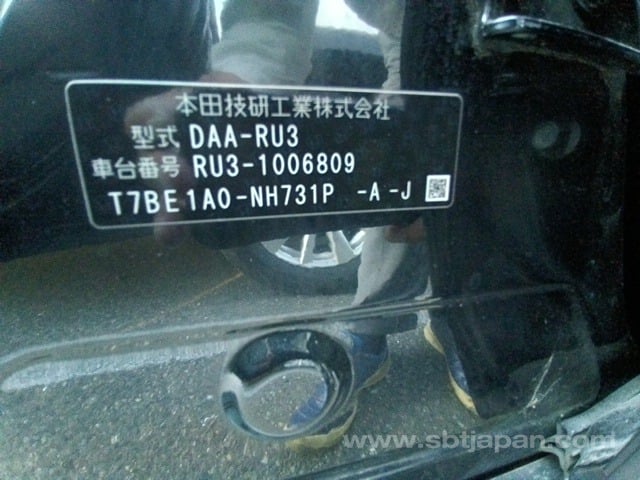 本田技研工業株式会社
型式 DAA-RU3
車台番号 RU3-1006809
T7BE1A0-NH731P -A-J
www.sbtjapan.com